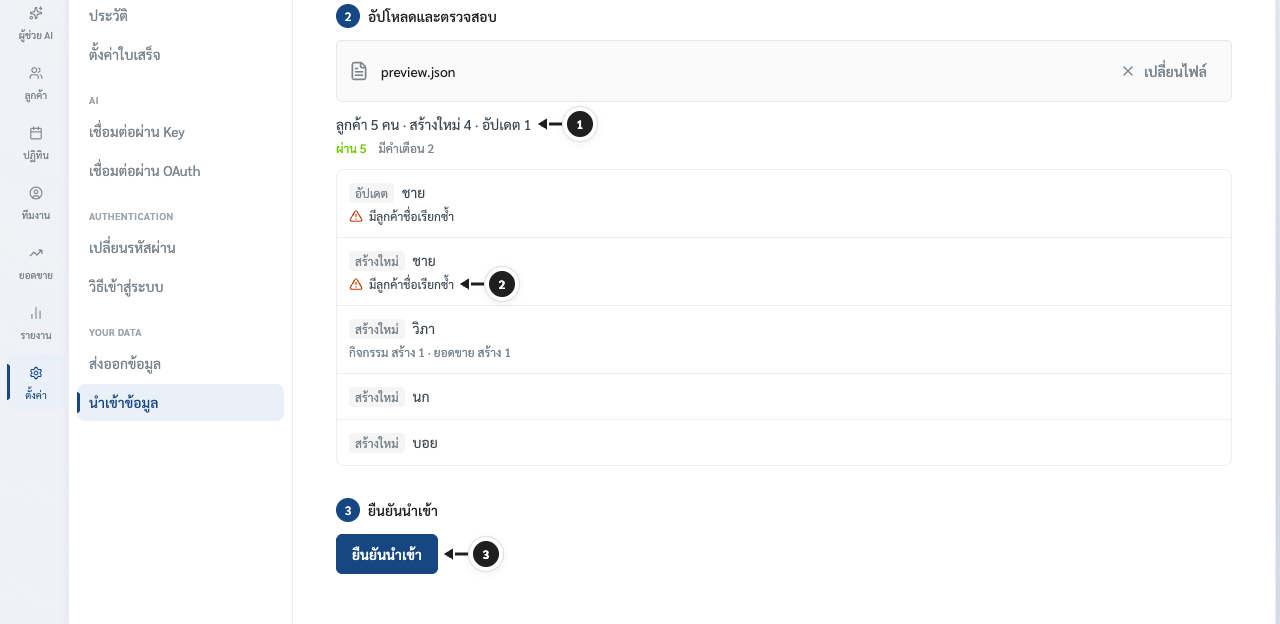 ผู้ช่วย AI
ลูกค้า
ปฏิทิน
ทีมงาน
ยอดขาย
รายงาน
ตั้งค่า
ประวัติ
ตั้งค่าใบเสร็จ
AI
เชื่อมต่อผ่าน Key
เชื่อมต่อผ่าน OAuth
AUTHENTICATION
เปลี่ยนรหัสผ่าน
วิธีเข้าสู่ระบบ
YOUR DATA
ส่งออกข้อมูล
นำเข้าข้อมูล
2 อัปโหลดและตรวจสอบ
preview.json
เปลี่ยนไฟล์
ลูกค้า 5 คน · สร้างใหม่ 4 · อัปเดต 1 1
ผ่าน 5 มีคำเตือน 2
อัปเดต ชาย
มีลูกค้าชื่อเรียกซ้ำ
สร้างใหม่ ชาย
มีลูกค้าชื่อเรียกซ้ำ 2
สร้างใหม่ วิภา
กิจกรรม สร้าง 1 · ยอดขาย สร้าง 1
สร้างใหม่ นก
สร้างใหม่ บอย
3 ยืนยันนำเข้า
ยืนยันนำเข้า 3